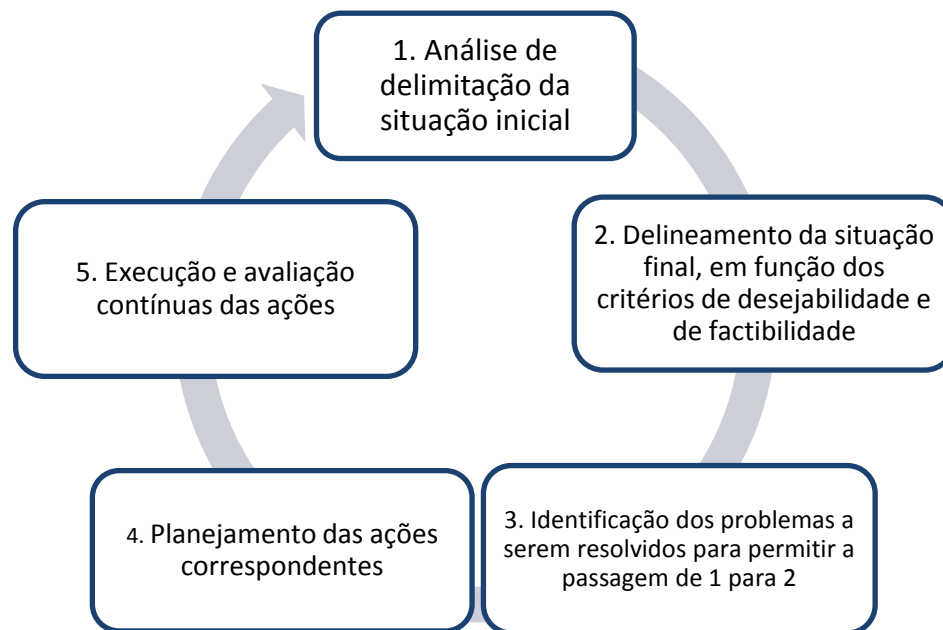 1. Análise de
delimitação da
situação inicial
2. Delineamento da situação
final, em função dos
critérios de desejabilidade e
de factibilidade
3. Identificação dos problemas a
serem resolvidos para permitir a
passagem de 1 para 2
4. Planejamento das ações
correspondentes
5. Execução e avaliação
contínuas das ações